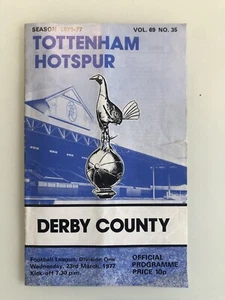 SEASON 1976-77
VOL. 69 NO. 35
TOTTENHAM
HOTSPUR
DERBY COUNTY
Football League, Division One
Wednesday, 23rd March, 1977
Kick-off 7.30 p.m.
OFFICIAL
PROGRAMME
PRICE 10p